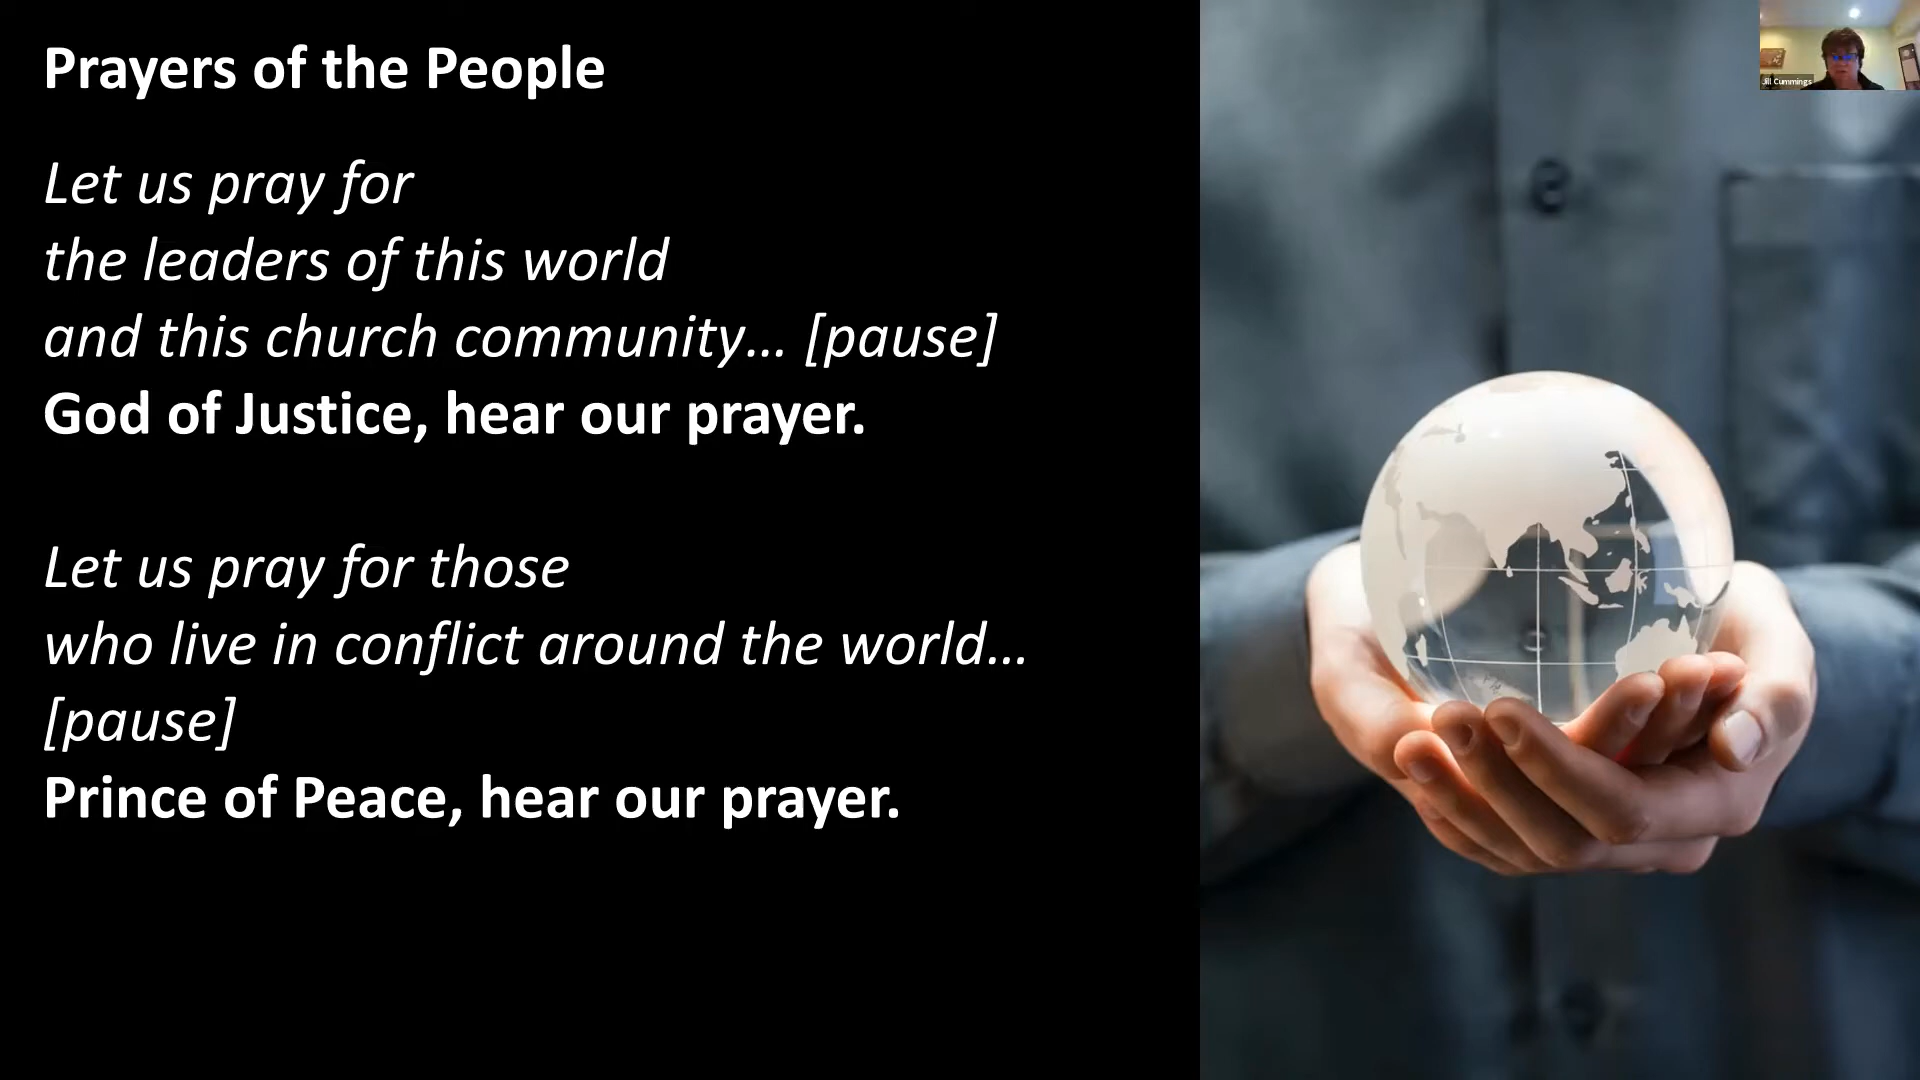 Prayers of the People
Let us pray for
the leaders of this world
and this church community... [pause]
God of Justice, hear our prayer.
Let us pray for those
who live in conflict around the world...
[pause]
Prince of Peace, hear our prayer.
Jill Cummings